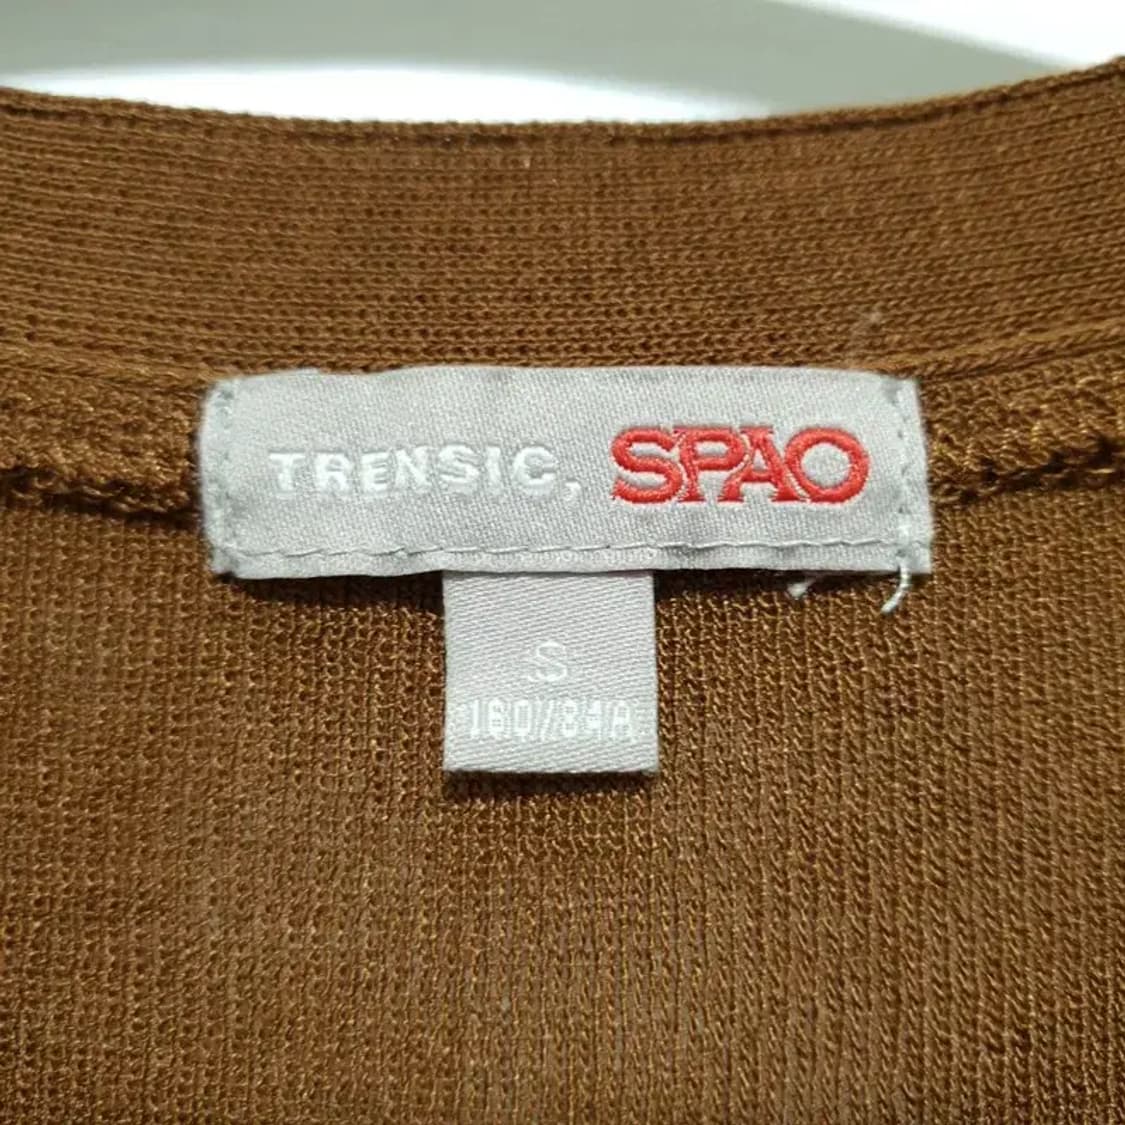 TRENSIC, SPAO
S
160/84A